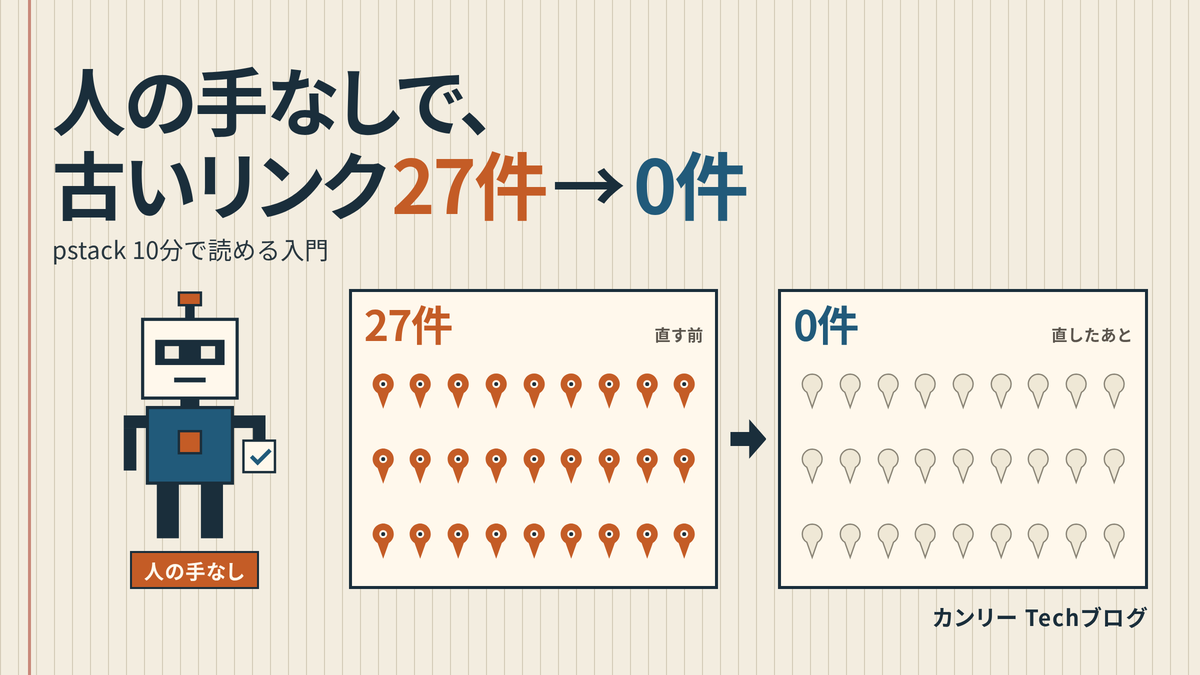 人の手なしで、
古いリンク27件→0件
pstack 10分で読める入門
人の手なし
27件
直す前
0件
直したあと
カンリー Techブログ